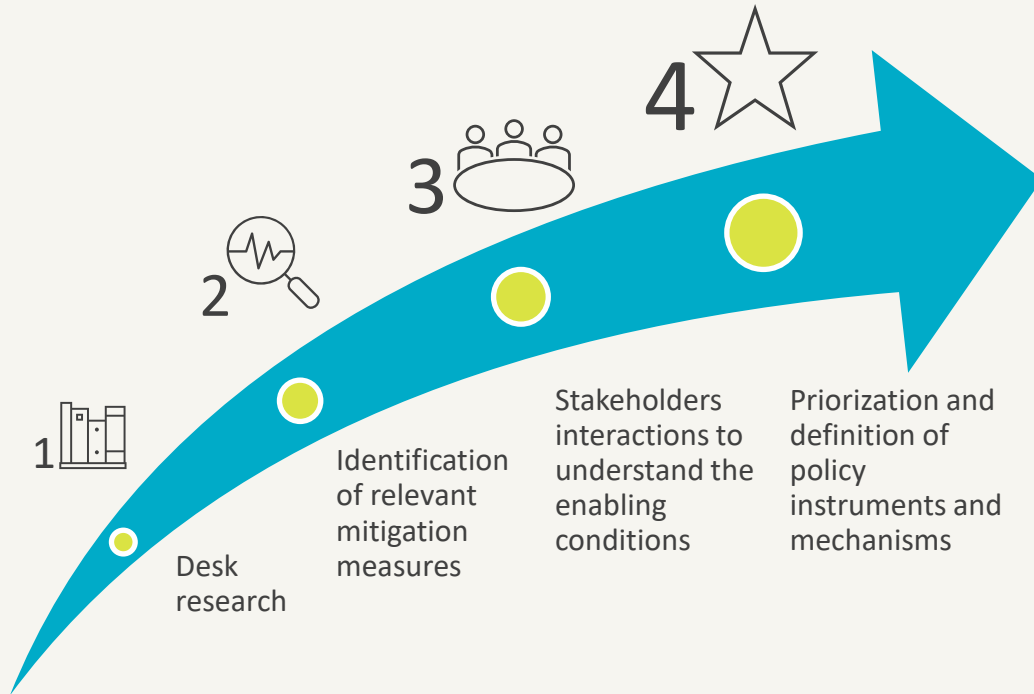 1
Desk
research
2
Identification
of relevant
mitigation
measures
3
Stakeholders
interactions to
understand the
enabling
conditions
4
Priorization and
definition of
policy
instruments and
mechanisms